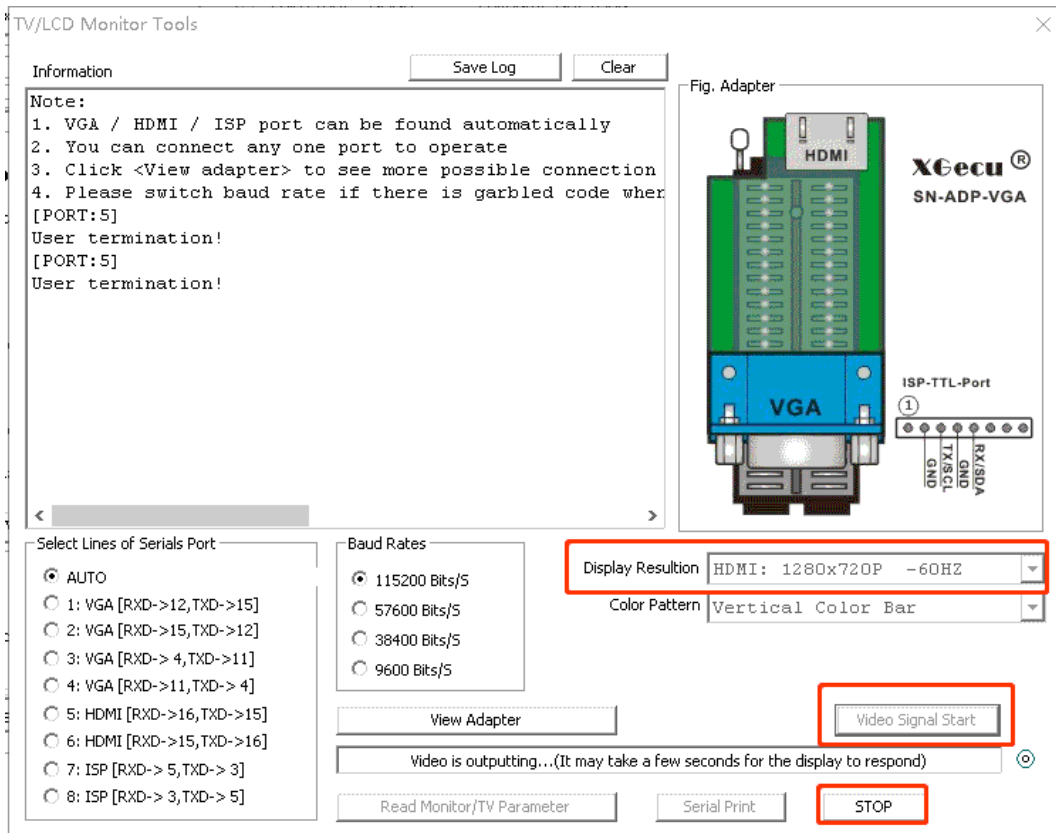 TV/LCD Monitor Tools
Information
Save Log
Clear
Note:
1. VGA / HDMI / ISP port can be found automatically
2. You can connect any one port to operate
3. Click <View adapter> to see more possible connection
4. Please switch baud rate if there is garbled code when
[PORT:5]
User termination!
[PORT:5]
User termination!
Fig. Adapter
HDMI
XGecu ®
SN-ADP-VGA
VGA
ISP-TTL-Port
1
GND
TX/SCL
GND
RX/SDA
Select Lines of Serials Port
AUTO
1: VGA [RXD->12,TXD->15]
2: VGA [RXD->15,TXD->12]
3: VGA [RXD-> 4,TXD->11]
4: VGA [RXD->11,TXD-> 4]
5: HDMI [RXD->16,TXD->15]
6: HDMI [RXD->15,TXD->16]
7: ISP [RXD-> 5,TXD-> 3]
8: ISP [RXD-> 3,TXD-> 5]
Baud Rates
115200 Bits/S
57600 Bits/S
38400 Bits/S
9600 Bits/S
Display Resultion
HDMI: 1280x720P -60HZ
Color Pattern
Vertical Color Bar
View Adapter
Video Signal Start
Video is outputting...(It may take a few seconds for the display to respond)
Read Monitor/TV Parameter
Serial Print
STOP